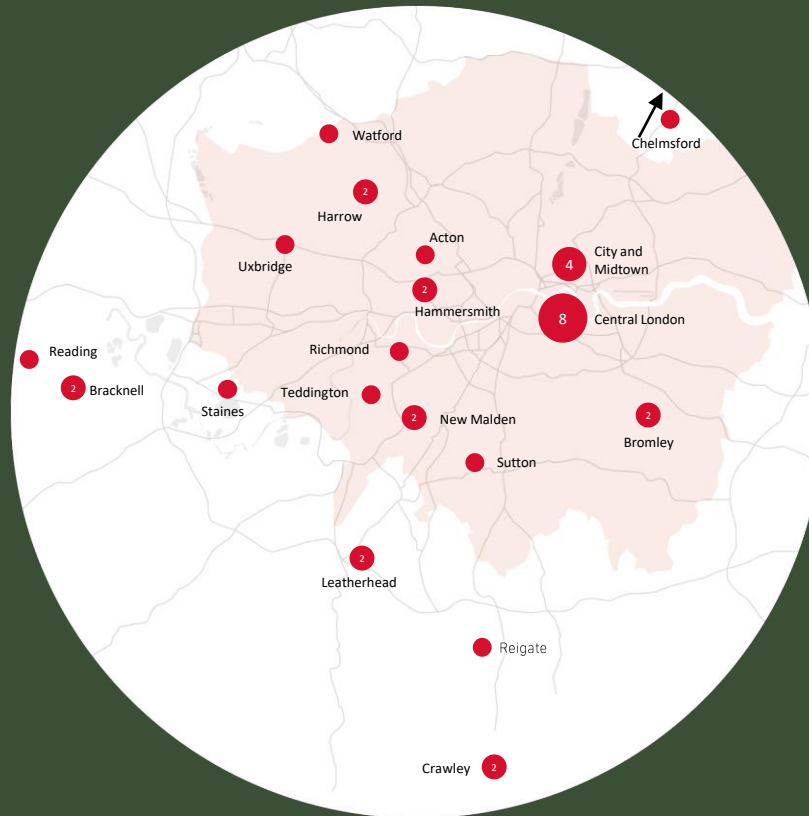 Watford
Chelmsford
2
Harrow
Acton
Uxbridge
4
City and
Midtown
2
Hammersmith
8
Central London
Richmond
Reading
2
Bracknell
Staines
Teddington
2
New Malden
2
Bromley
Sutton
2
Leatherhead
Reigate
Crawley
2